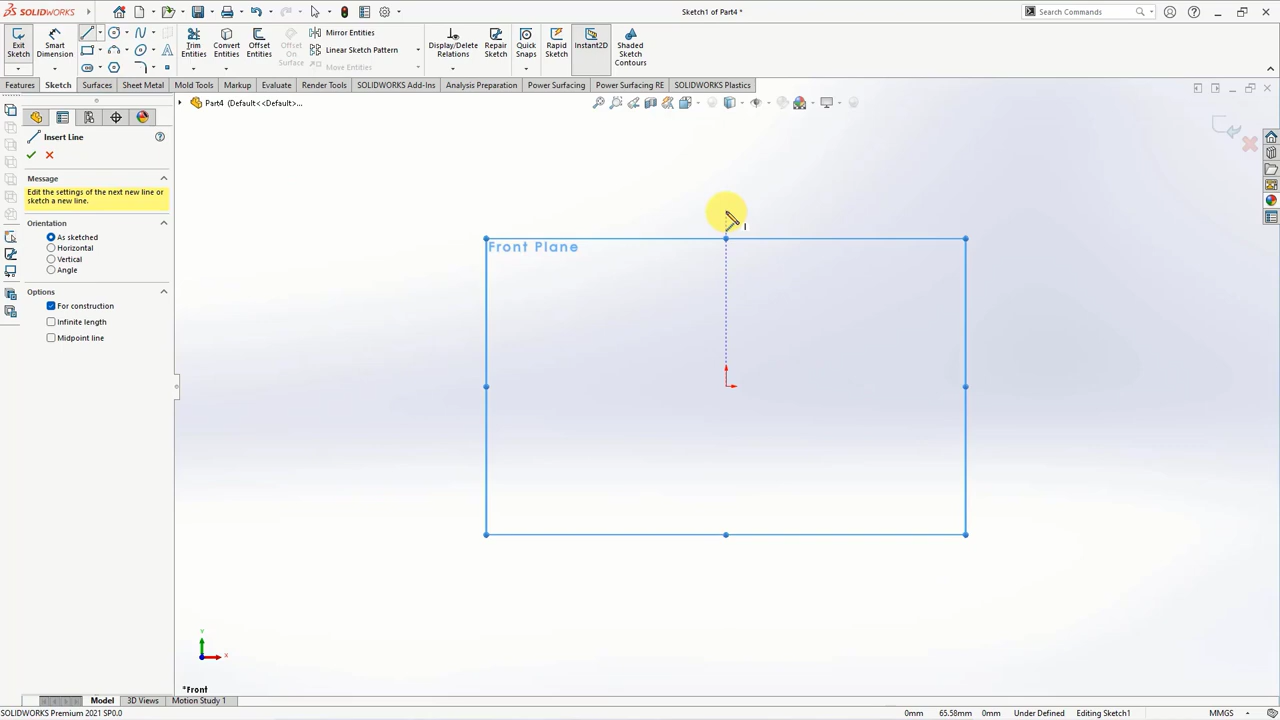 SOLIDWORKS
Sketch1 of Part4 *
Search Commands
Exit Sketch
Smart Dimension
Trim Entities
Convert Entities
Offset Entities
Offset On Surface
Mirror Entities
Linear Sketch Pattern
Move Entities
Display/Delete Relations
Repair Sketch
Quick Snaps
Rapid Sketch
Instant2D
Shaded Sketch Contours
Features
Sketch
Surfaces
Sheet Metal
Mold Tools
Markup
Evaluate
Render Tools
SOLIDWORKS Add-Ins
Analysis Preparation
Power Surfacing
Power Surfacing RE
SOLIDWORKS Plastics
Part4 (Default<<Default>...
Insert Line
Message
Edit the settings of the next new line or
sketch a new line.
Orientation
As sketched
Horizontal
Vertical
Angle
Options
For construction
Infinite length
Midpoint line
Front Plane
Y
X
*Front
Model
3D Views
Motion Study 1
SOLIDWORKS Premium 2021 SP0.0
0mm
65.58mm
0mm
Under Defined
Editing Sketch1
MMGS